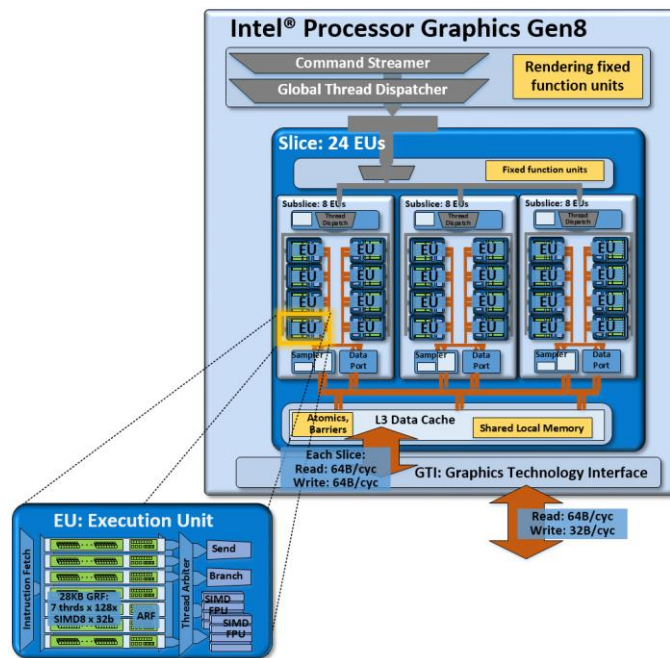 Intel® Processor Graphics Gen8
Command Streamer
Global Thread Dispatcher
Rendering fixed
function units
Slice: 24 EUs
Fixed function units
Subslice: 8 EUs
Thread
Dispatch
EU EU
EU EU
EU EU
EU EU
Sampler
Data
Port
Subslice: 8 EUs
Thread
Dispatch
EU EU
EU EU
EU EU
EU EU
Sampler
Data
Port
Subslice: 8 EUs
Thread
Dispatch
EU EU
EU EU
EU EU
EU EU
Sampler
Data
Port
Atomics,
Barriers
L3 Data Cache
Shared Local Memory
Each Slice:
Read: 64B/cyc
Write: 64B/cyc
GTI: Graphics Technology Interface
Read: 64B/cyc
Write: 32B/cyc
EU: Execution Unit
Instruction Fetch
28KB GRF:
7 thrds x 128x
SIMD8 x 32b
ARF
Thread Arbiter
Send
Branch
SIMD
FPU
SIMD
FPU